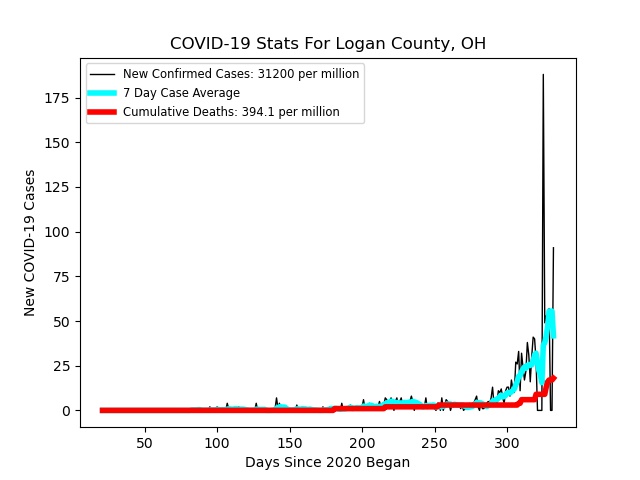 COVID-19 Stats For Logan County, OH
New Confirmed Cases: 31200 per million
7 Day Case Average
Cumulative Deaths: 394.1 per million
New COVID-19 Cases
175
150
125
100
75
50
25
0
50
100
150
200
250
300
Days Since 2020 Began